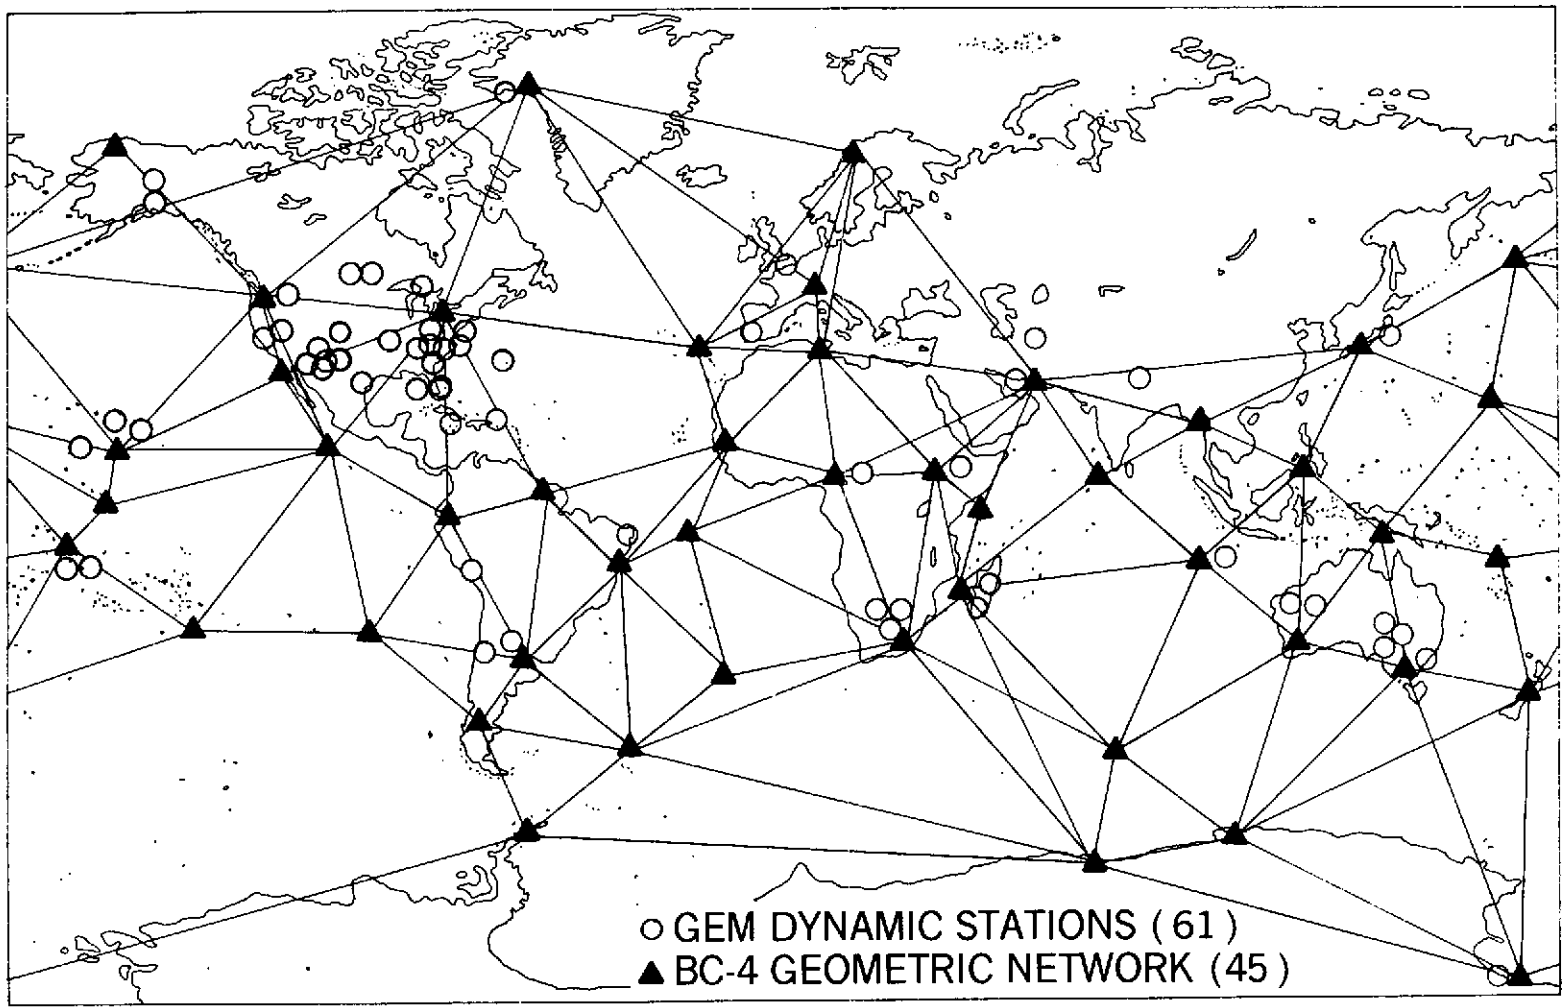 ○ GEM DYNAMIC STATIONS ( 61 )
▲ BC-4 GEOMETRIC NETWORK (45 )